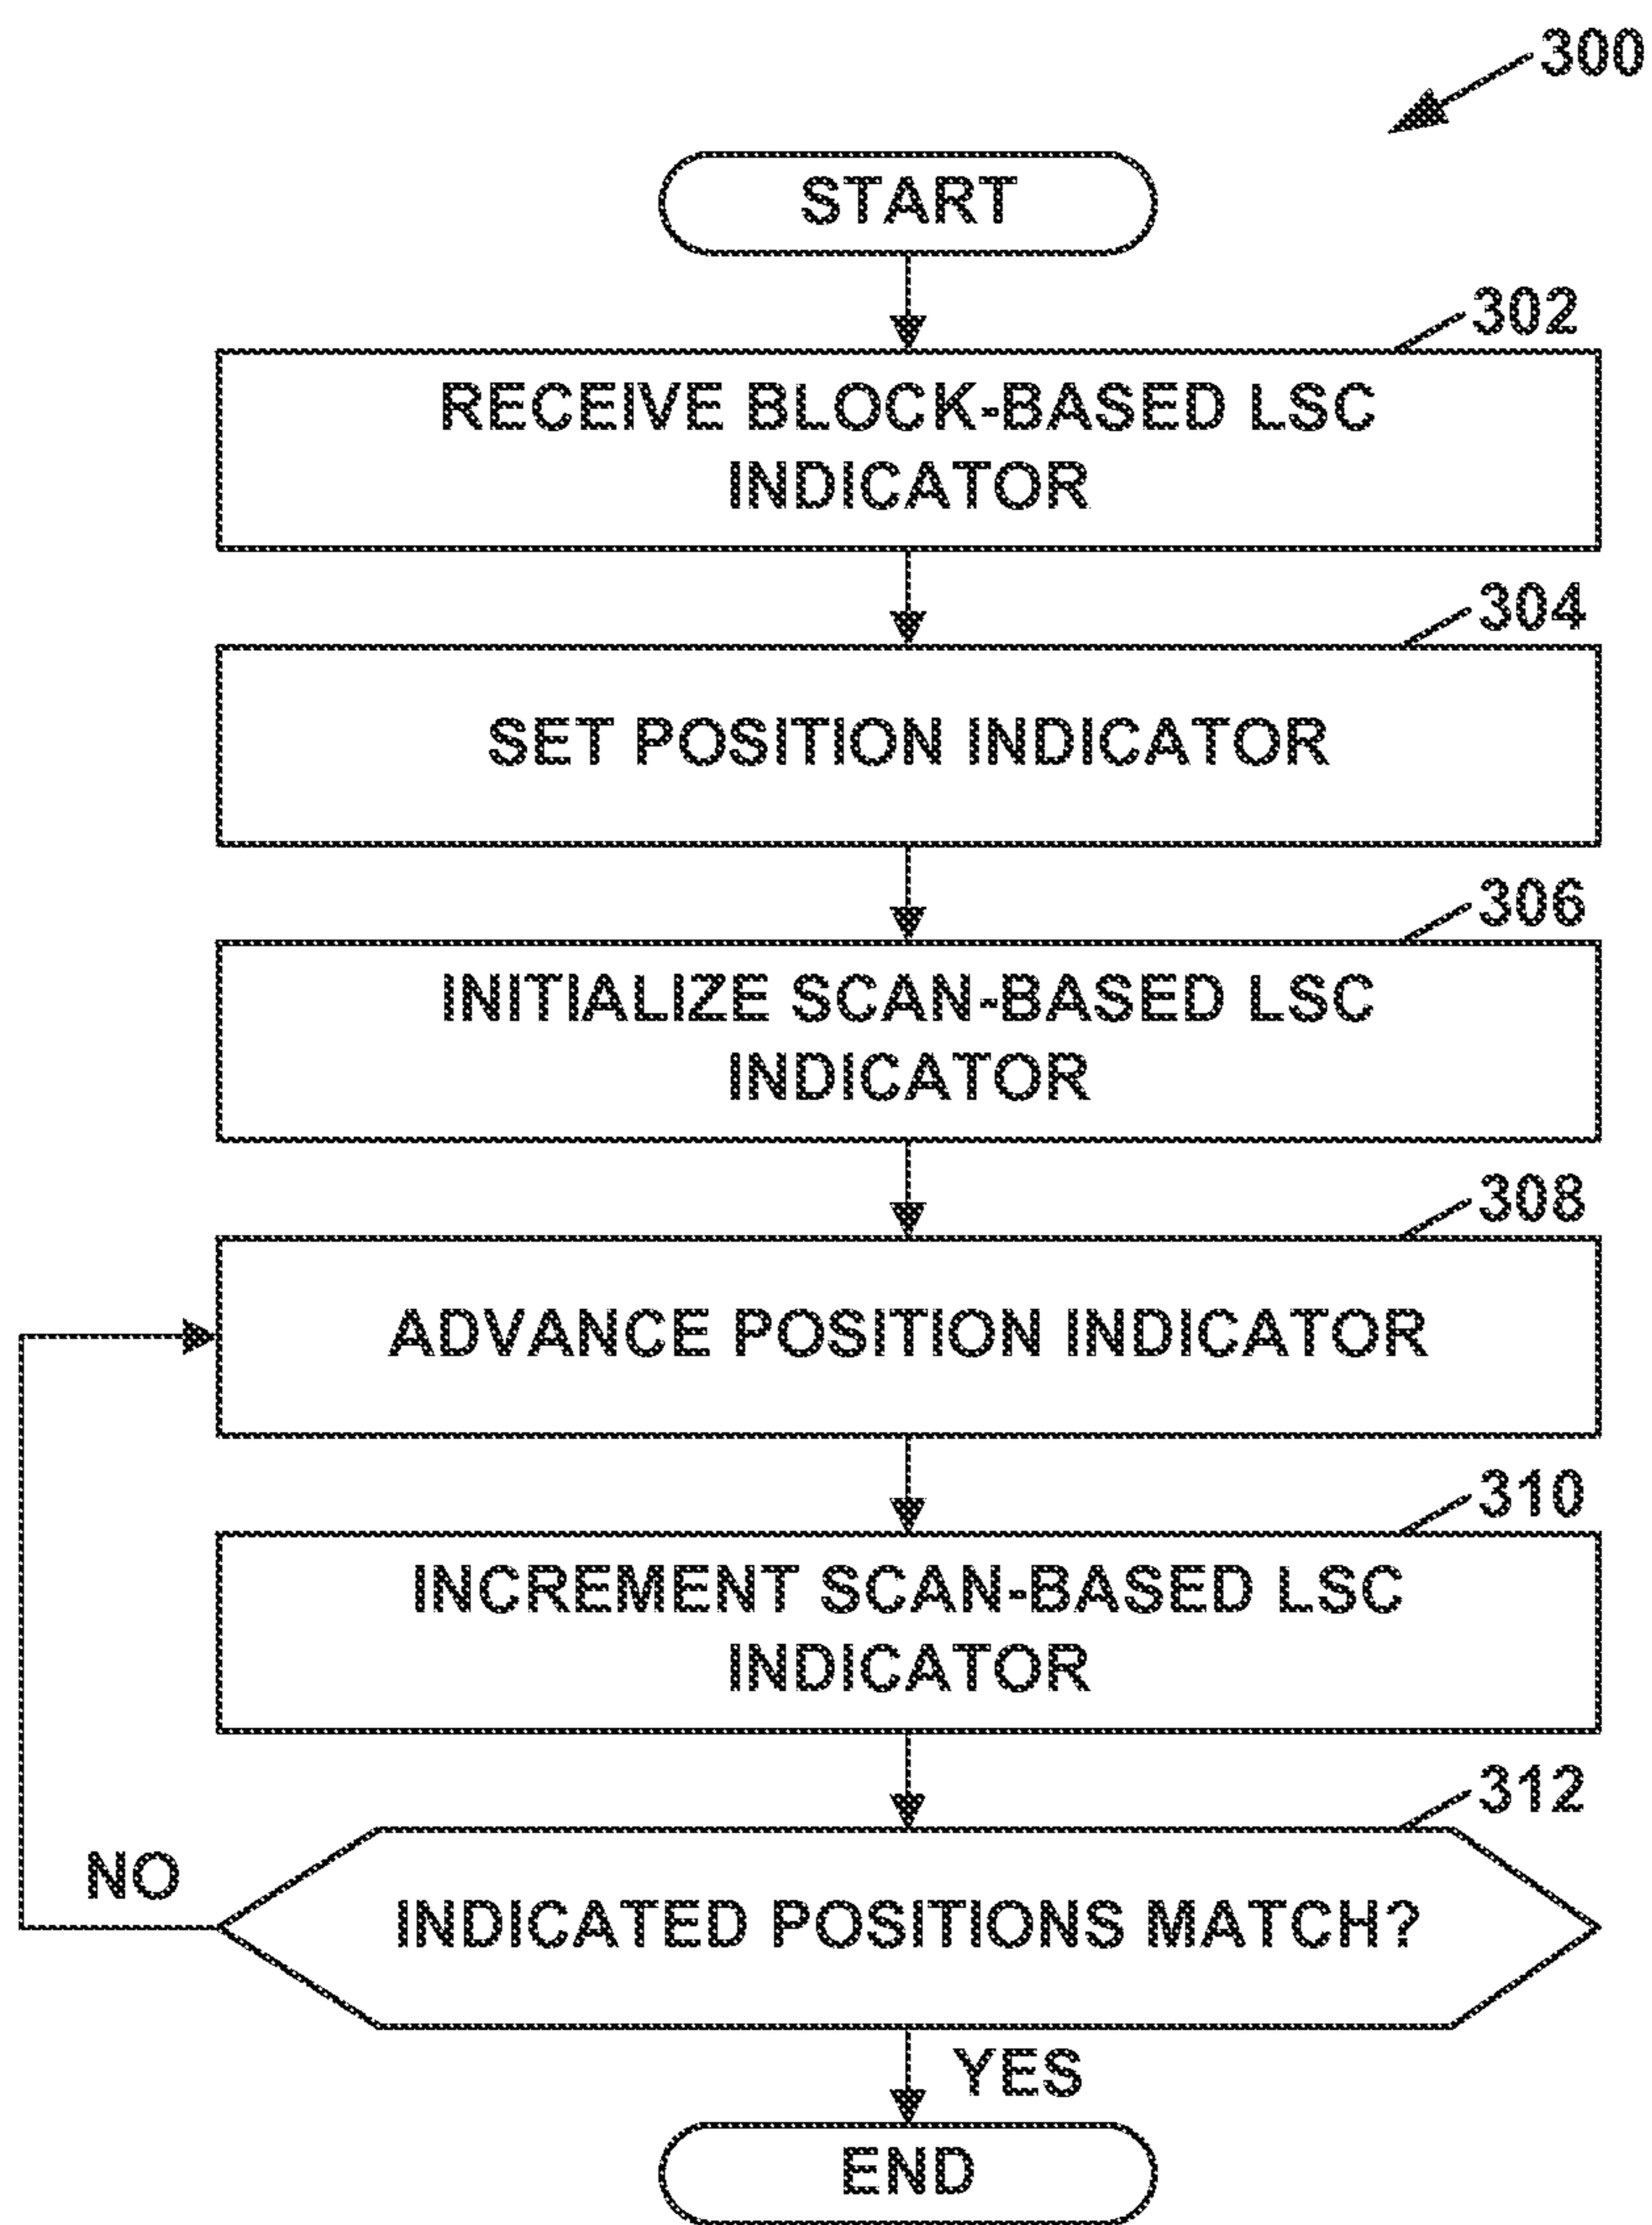 300
START
302
RECEIVE BLOCK-BASED LSC
INDICATOR
304
SET POSITION INDICATOR
306
INITIALIZE SCAN-BASED LSC
INDICATOR
308
ADVANCE POSITION INDICATOR
310
INCREMENT SCAN-BASED LSC
INDICATOR
312
NO
INDICATED POSITIONS MATCH?
YES
END